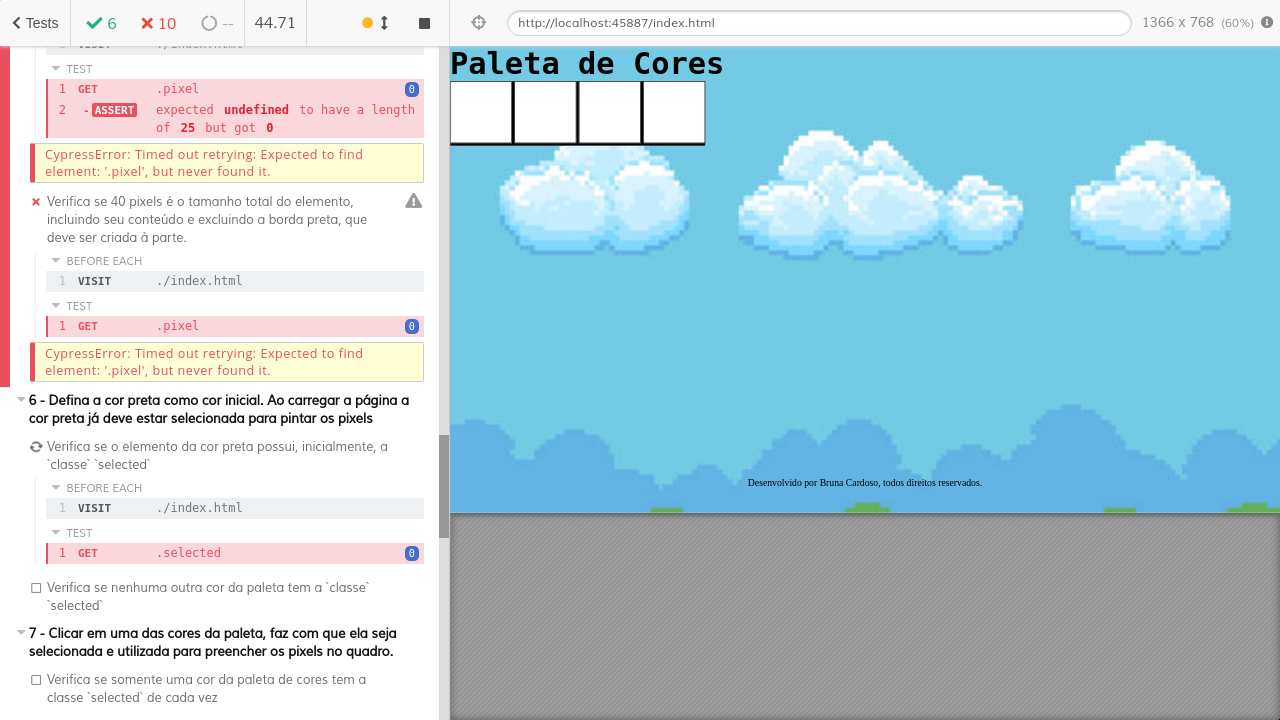 Tests
6
10
--
44.71
http://localhost:45887/index.html
1366 x 768 (60%)
1 VISIT ./index.html
TEST
1 GET .pixel 0
2 -ASSERT expected undefined to have a length
of 25 but got 0
CypressError: Timed out retrying: Expected to find
element: '.pixel', but never found it.
Verifica se 40 pixels é o tamanho total do elemento,
incluindo seu conteúdo e excluindo a borda preta, que
deve ser criada à parte.
BEFORE EACH
1 VISIT ./index.html
TEST
1 GET .pixel 0
CypressError: Timed out retrying: Expected to find
element: '.pixel', but never found it.
6 - Defina a cor preta como cor inicial. Ao carregar a página a
cor preta já deve estar selecionada para pintar os pixels
Verifica se o elemento da cor preta possui, inicialmente, a
`classe` `selected`
BEFORE EACH
1 VISIT ./index.html
TEST
1 GET .selected 0
Verifica se nenhuma outra cor da paleta tem a `classe`
`selected`
7 - Clicar em uma das cores da paleta, faz com que ela seja
selecionada e utilizada para preencher os pixels no quadro.
Verifica se somente uma cor da paleta de cores tem a
classe `selected` de cada vez
Paleta de Cores
Desenvolvido por Bruna Cardoso, todos direitos reservados.